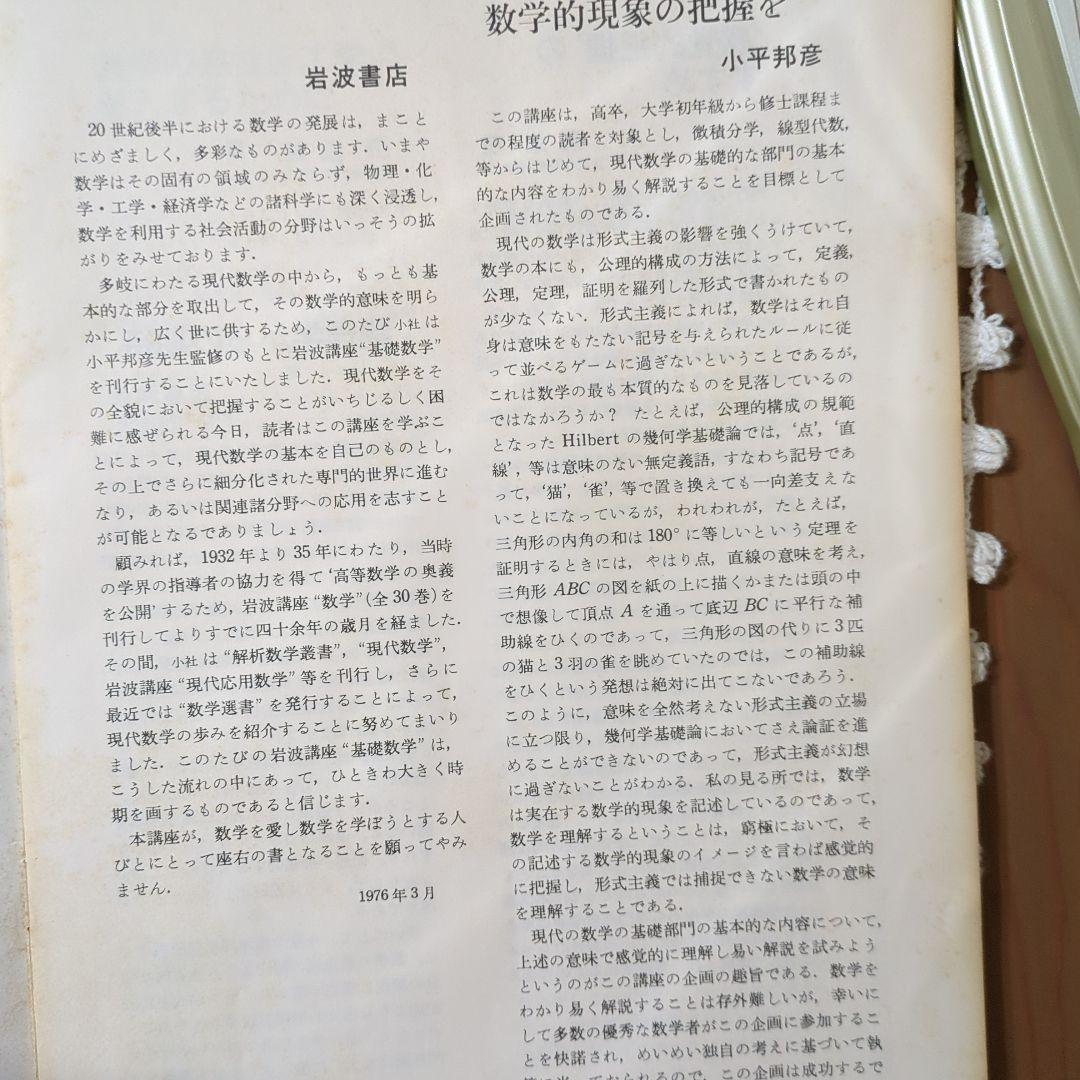 岩波書店
20世紀後半における数学の発展は，まこと
にめざましく，多彩なものがあります．いまや
数学はその固有の領域のみならず，物理・化
学・工学・経済学などの諸科学にも深く浸透し，
数学を利用する社会活動の分野はいっそうの拡
がりをみせております．
多岐にわたる現代数学の中から，もっとも基
本的な部分を取出して，その数学的意味を明ら
かにし，広く世に供するため，このたび小社は
小平邦彦先生監修のもとに岩波講座“基礎数学”
を刊行することにいたしました．現代数学をそ
の全貌において把握することがいちじるしく困
難に感ぜられる今日，読者はこの講座を学ぶこ
とによって，現代数学の基本を自己のものとし，
その上でさらに細分化された専門的世界に進む
なり，あるいは関連諸分野への応用を志すこと
が可能となるでありましょう．
顧みれば，1932年より35年にわたり，当時
の学界の指導者の協力を得て‘高等数学の奥義
を公開’するため，岩波講座“数学”(全30巻)を
刊行してよりすでに四十余年の歳月を経ました．
その間，小社は“解析数学叢書”，“現代数学”，
岩波講座“現代応用数学”等を刊行し，さらに
最近では“数学選書”を発行することによって，
現代数学の歩みを紹介することに努めてまいり
ました．このたびの岩波講座“基礎数学”は，
こうした流れの中にあって，ひときわ大きく時
期を画するものであると信じます．
本講座が，数学を愛し数学を学ぼうとする人
びとにとって座右の書となることを願ってやみ
ません．
1976年3月
数学的現象の把握を
小平邦彦
この講座は，高卒，大学初年級から修士課程ま
での程度の読者を対象とし，微積分学，線型代数，
等からはじめて，現代数学の基礎的な部門の基本
的な内容をわかり易く解説することを目標として
企画されたものである．
現代の数学は形式主義の影響を強くうけていて，
数学の本にも，公理的構成の方法によって，定義，
公理，定理，証明を羅列した形式で書かれたもの
が少なくない．形式主義によれば，数学はそれ自
身は意味をもたない記号を与えられたルールに従
って並べるゲームに過ぎないということであるが，
これは数学の最も本質的なものを見落しているの
ではなかろうか？ たとえば，公理的構成の規範
となった Hilbert の幾何学基礎論では，‘点’，‘直
線’，等は意味のない無定義語，すなわち記号であ
って，‘猫’，‘雀’，等で置き換えても一向差支えな
いことになっているが，われわれが，たとえば，
三角形の内角の和は180°に等しいという定理を
証明するときには，やはり点，直線の意味を考え，
三角形 ABC の図を紙の上に描くかまたは頭の中
で想像して頂点 A を通って底辺 BC に平行な補
助線をひくのであって，三角形の図の代りに3匹
の猫と3羽の雀を眺めていたのでは，この補助線
をひくという発想は絶対に出てこないであろう．
このように，意味を全然考えない形式主義の立場
に立つ限り，幾何学基礎論においてさえ論証を進
めることができないのであって，形式主義が幻想
に過ぎないことがわかる．私の見る所では，数学
は実在する数学的現象を記述しているのであって，
数学を理解するということは，窮極において，そ
の記述する数学的現象のイメージを言わば感覚的
に把握し，形式主義では捕捉できない数学の意味
を理解することである．
現代の数学の基礎部門の基本的な内容について，
上述の意味で感覚的に理解し易い解説を試みよう
というのがこの講座の企画の趣旨である．数学を
わかり易く解説することは存外難しいが，幸いに
して多数の優秀な数学者がこの企画に参加するこ
とを快諾され，めいめい独自の考えに基づいて執
筆に当っておられるので，この企画は成功するで